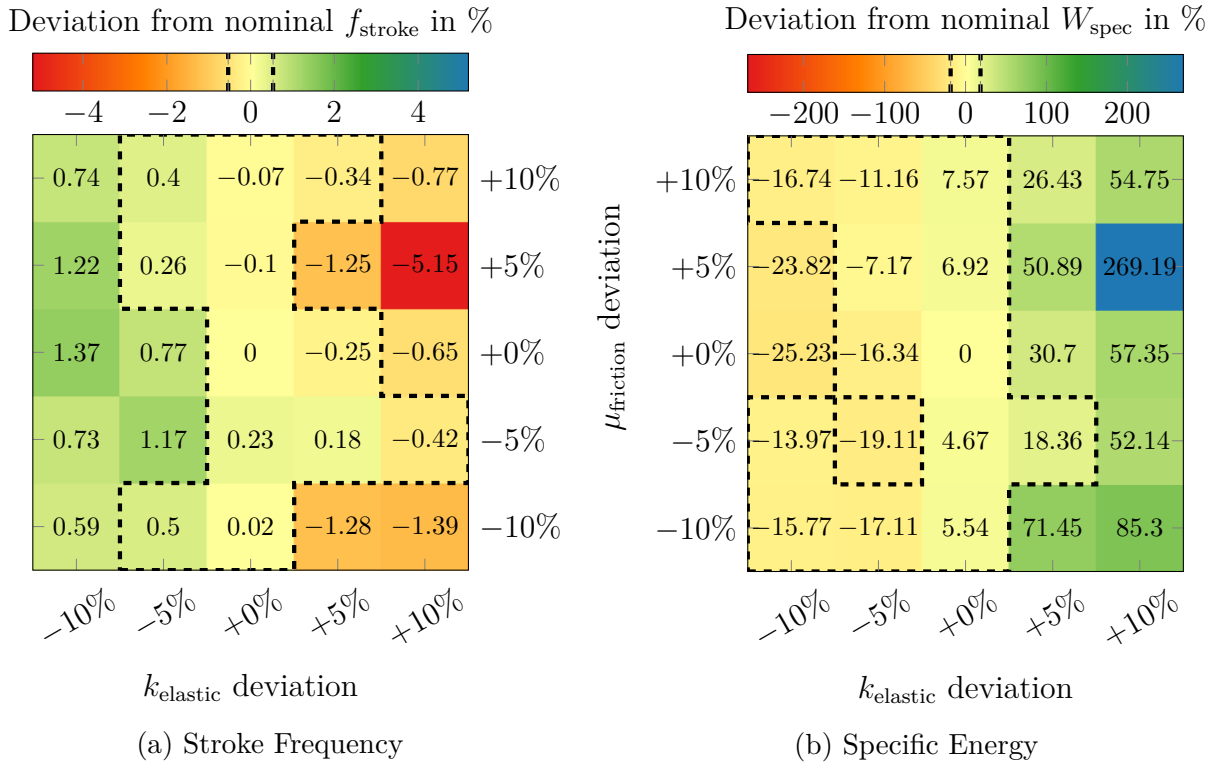 Deviation from nominal f_stroke in %
−4 −2 0 2 4
0.74 0.4 −0.07 −0.34 −0.77 +10%
1.22 0.26 −0.1 −1.25 −5.15 +5%
1.37 0.77 0 −0.25 −0.65 +0%
0.73 1.17 0.23 0.18 −0.42 −5%
0.59 0.5 0.02 −1.28 −1.39 −10%
−10% −5% +0% +5% +10%
k_elastic deviation
(a) Stroke Frequency
Deviation from nominal W_spec in %
−200 −100 0 100 200
μ_friction deviation
+10% −16.74 −11.16 7.57 26.43 54.75
+5% −23.82 −7.17 6.92 50.89 269.19
+0% −25.23 −16.34 0 30.7 57.35
−5% −13.97 −19.11 4.67 18.36 52.14
−10% −15.77 −17.11 5.54 71.45 85.3
−10% −5% +0% +5% +10%
k_elastic deviation
(b) Specific Energy